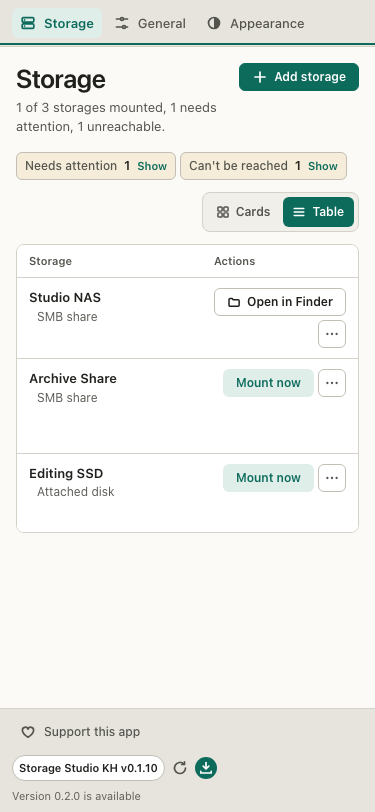 Storage General Appearance
Storage
Add storage
1 of 3 storages mounted, 1 needs
attention, 1 unreachable.
Needs attention 1 Show Can't be reached 1 Show
Cards Table
Storage Actions
Studio NAS
SMB share
Open in Finder
Archive Share
SMB share
Mount now
Editing SSD
Attached disk
Mount now
Support this app
Storage Studio KH v0.1.10
Version 0.2.0 is available